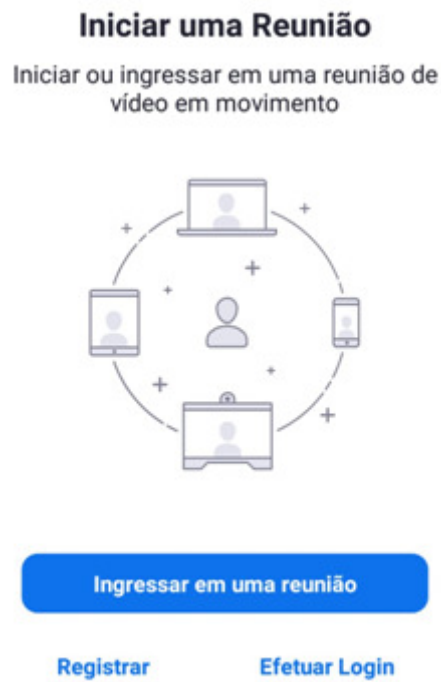 Iniciar uma Reunião
Iniciar ou ingressar em uma reunião de
vídeo em movimento
Ingressar em uma reunião
Registrar
Efetuar Login